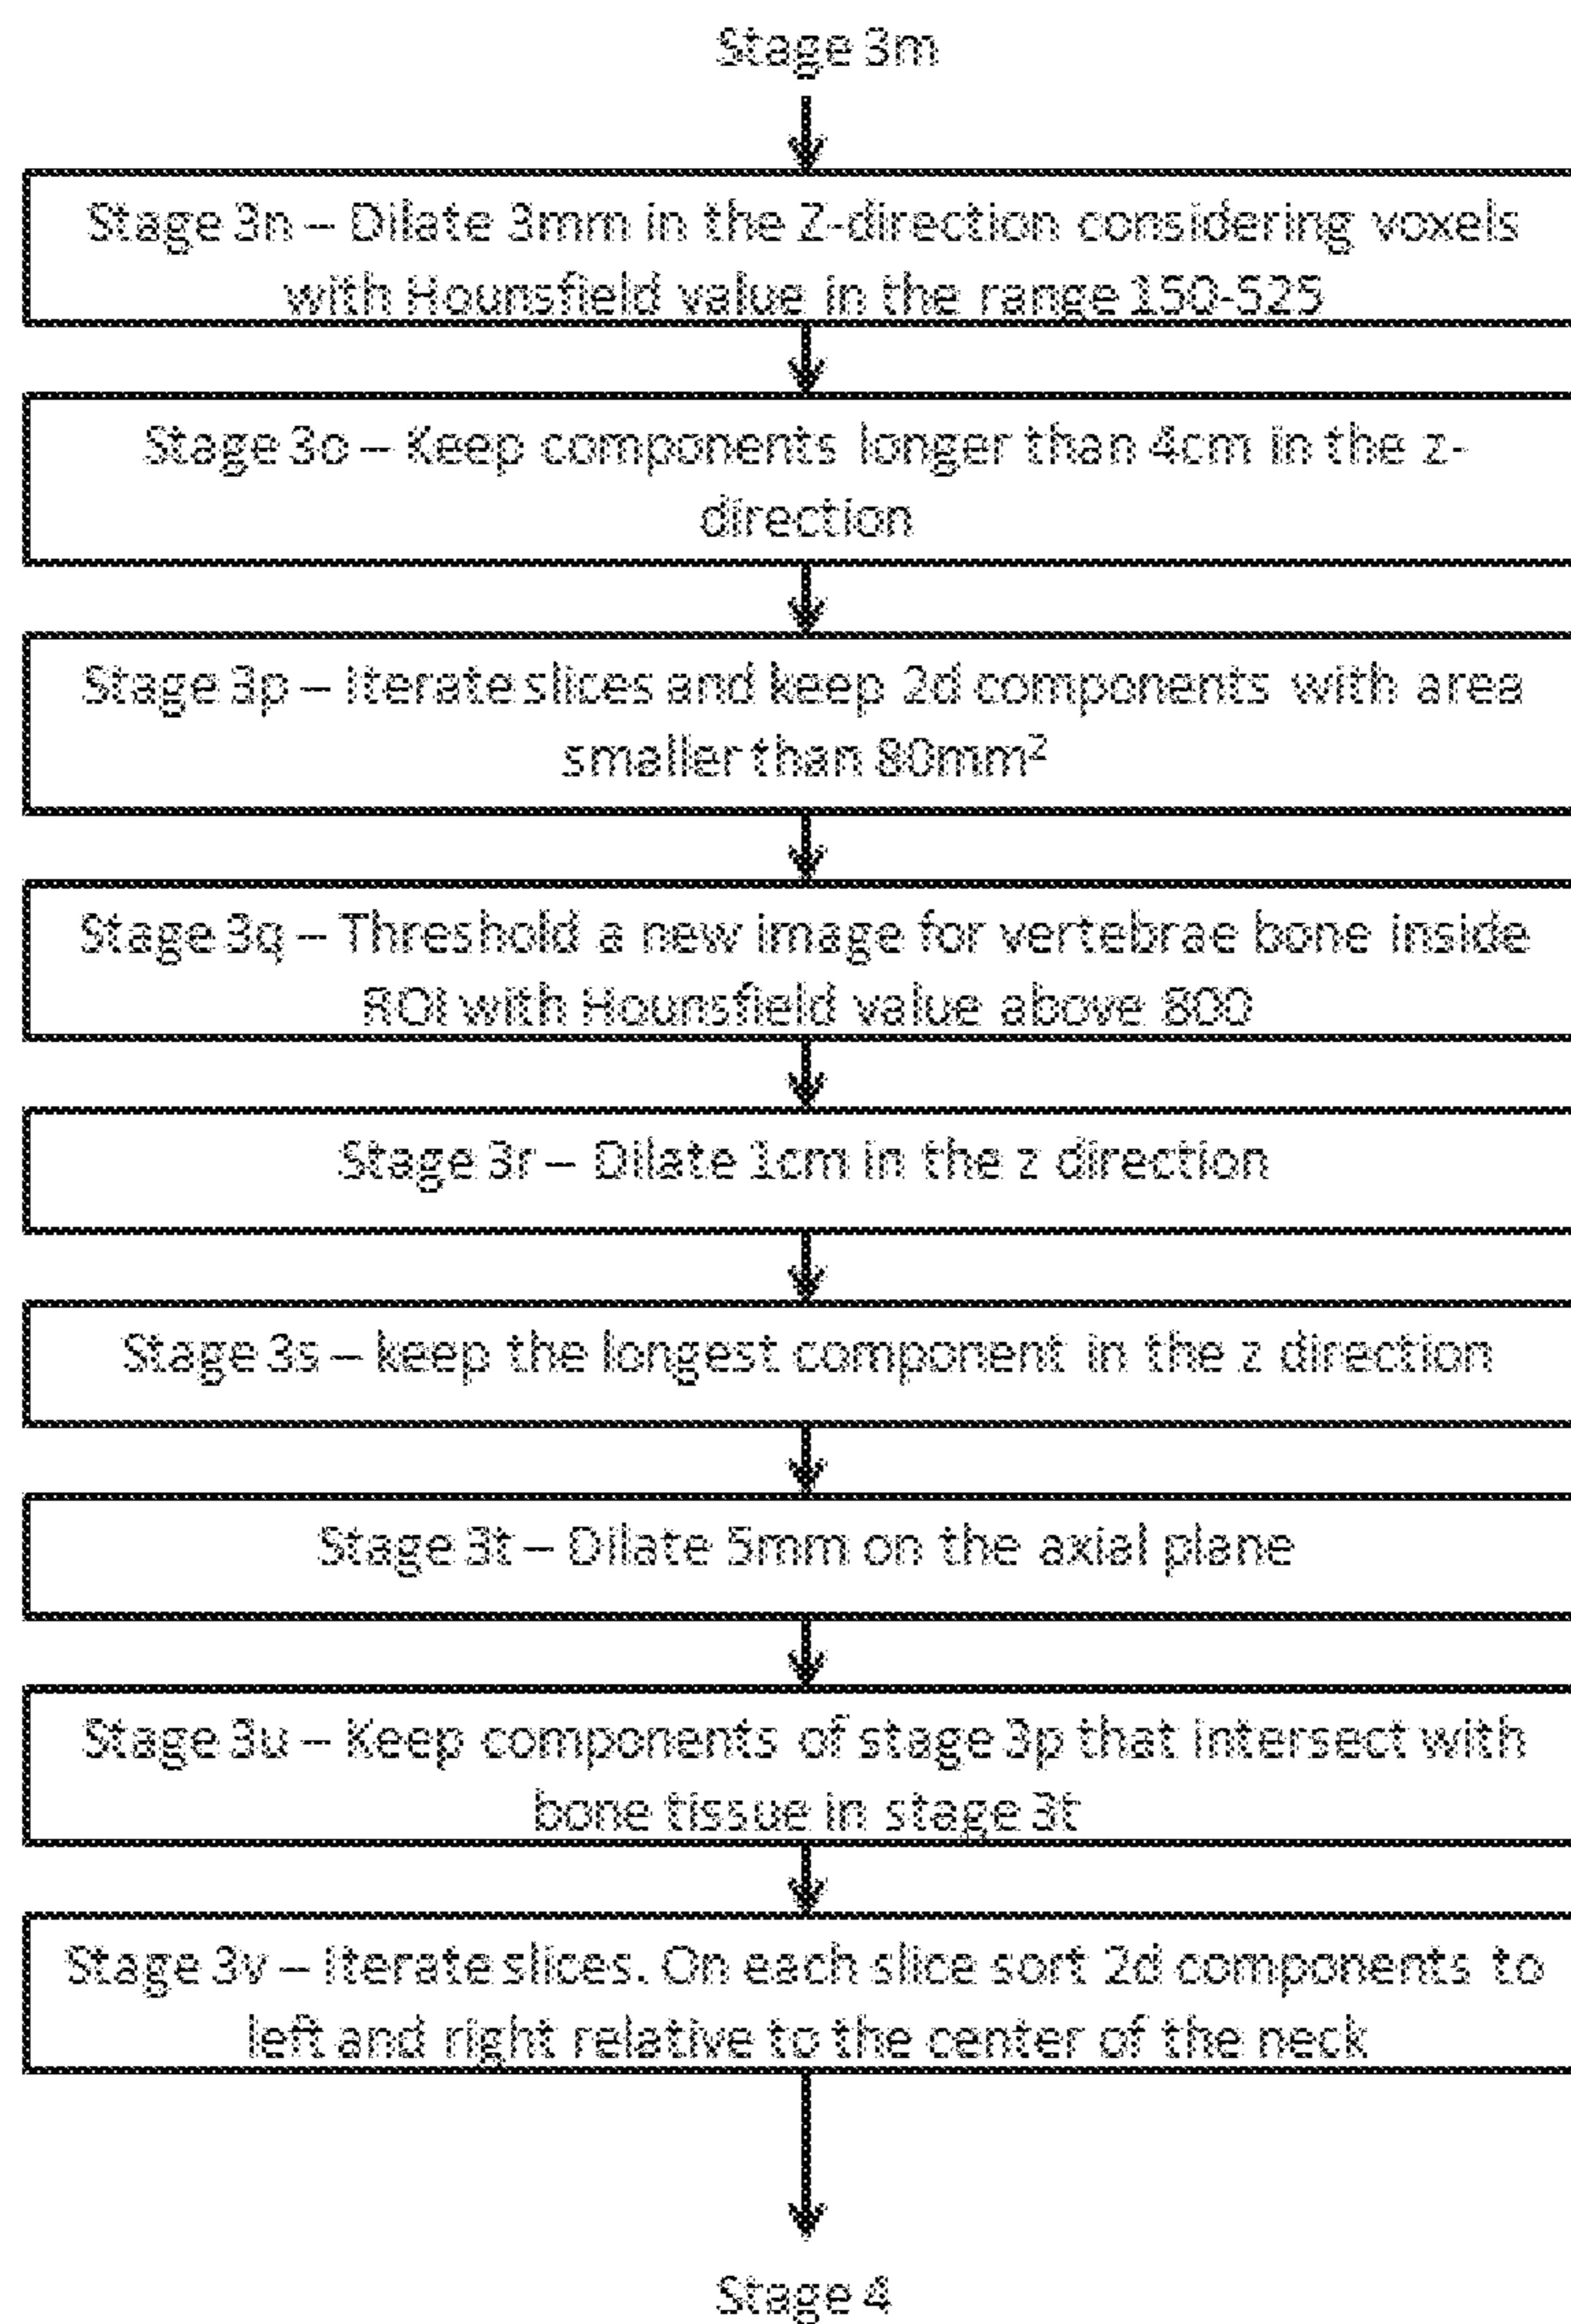 Stage 3m
Stage 3n – Dilate 3mm in the Z-direction considering voxels
with Hounsfield value in the range 150-525
Stage 3o – Keep components longer than 4cm in the z-
direction
Stage 3p – Iterate slices and keep 2d components with area
smaller than 80mm²
Stage 3q – Threshold a new image for vertebrae bone inside
ROI with Hounsfield value above 800
Stage 3r – Dilate 1cm in the z direction
Stage 3s – keep the longest component in the z direction
Stage 3t – Dilate 5mm on the axial plane
Stage 3u – Keep components of stage 3p that intersect with
bone tissue in stage 3t
Stage 3v – Iterate slices. On each slice sort 2d components to
left and right relative to the center of the neck
Stage 4